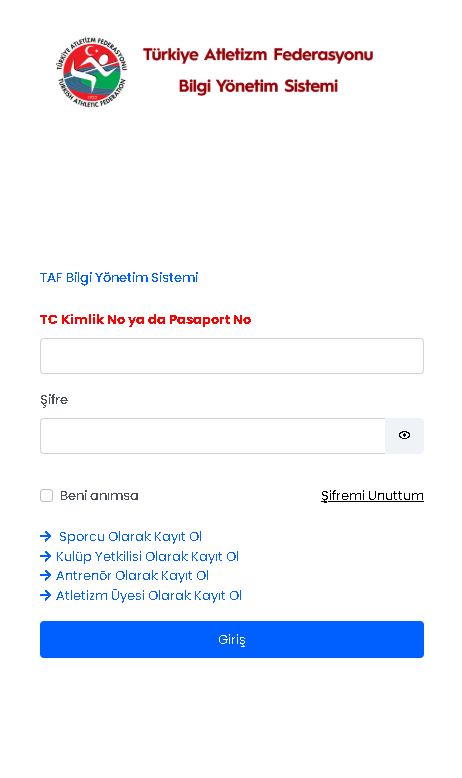 TÜRKİYE ATLETİZM FEDERASYONU
TURKISH ATHLETIC FEDERATION
1922
Türkiye Atletizm Federasyonu
Bilgi Yönetim Sistemi
TAF Bilgi Yönetim Sistemi
TC Kimlik No ya da Pasaport No
Şifre
Beni anımsa
Şifremi Unuttum
Sporcu Olarak Kayıt Ol
Kulüp Yetkilisi Olarak Kayıt Ol
Antrenör Olarak Kayıt Ol
Atletizm Üyesi Olarak Kayıt Ol
Giriş